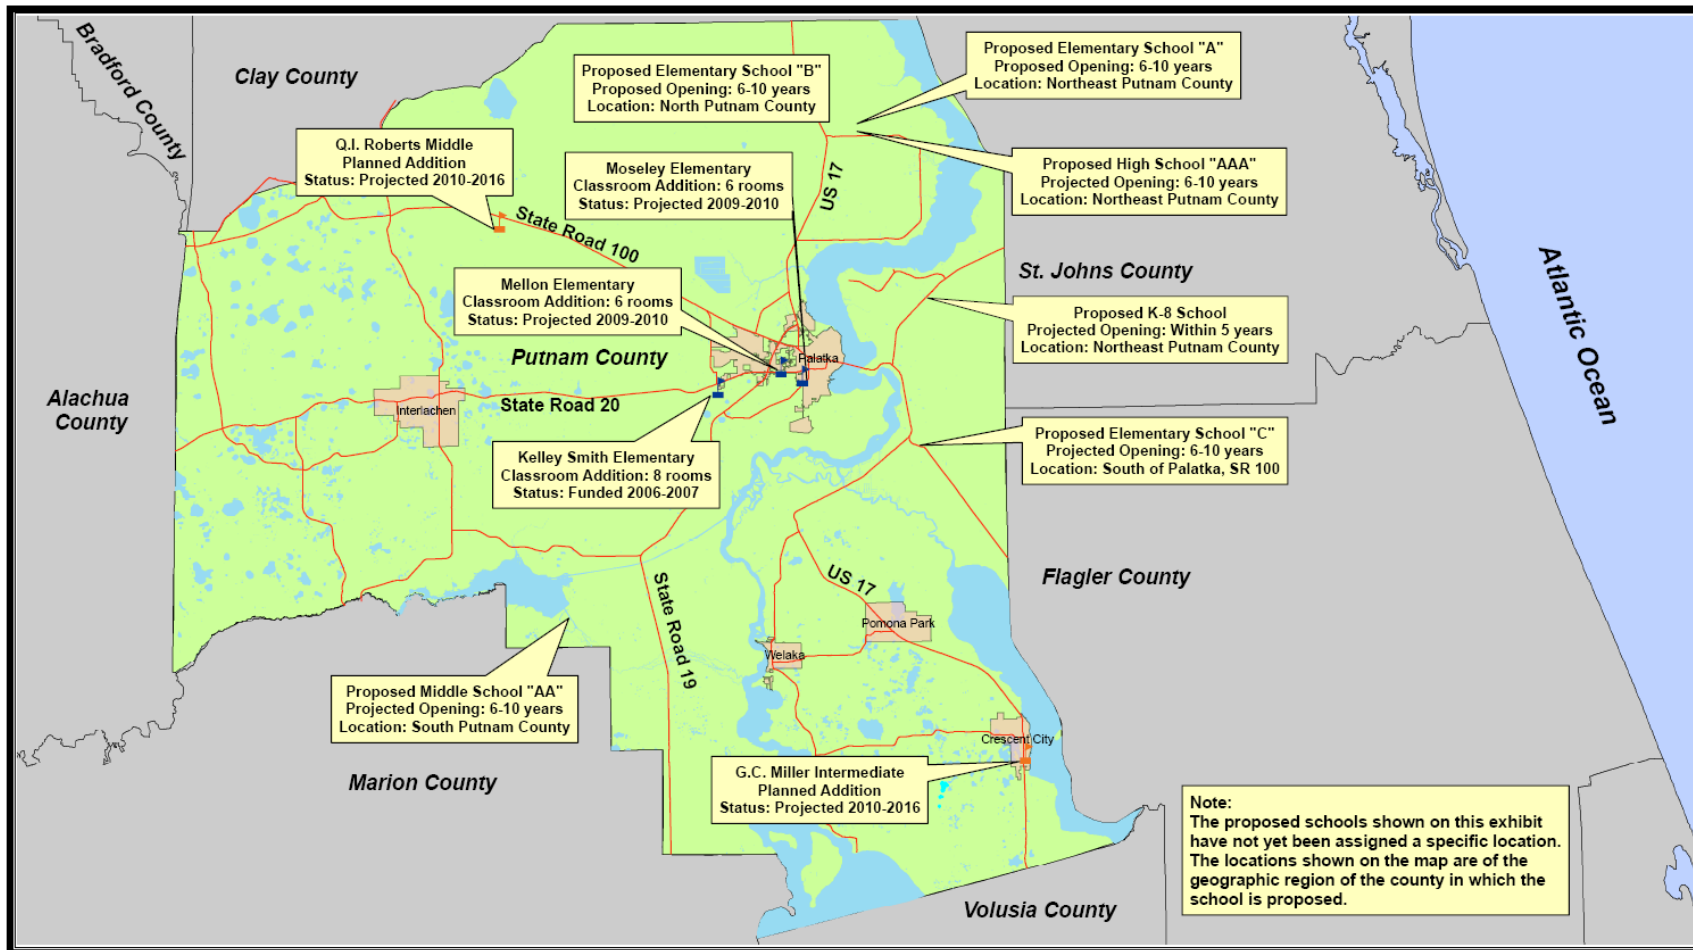 Bradford County
Clay County
Proposed Elementary School "B"
Proposed Opening: 6-10 years
Location: North Putnam County
Proposed Elementary School "A"
Proposed Opening: 6-10 years
Location: Northeast Putnam County
Q.I. Roberts Middle
Planned Addition
Status: Projected 2010-2016
Moseley Elementary
Classroom Addition: 6 rooms
Status: Projected 2009-2010
US 17
Proposed High School "AAA"
Projected Opening: 6-10 years
Location: Northeast Putnam County
State Road 100
St. Johns County
Mellon Elementary
Classroom Addition: 6 rooms
Status: Projected 2009-2010
Proposed K-8 School
Projected Opening: Within 5 years
Location: Northeast Putnam County
Atlantic Ocean
Putnam County
Palatka
Alachua
County
Interlachen
State Road 20
Kelley Smith Elementary
Classroom Addition: 8 rooms
Status: Funded 2006-2007
Proposed Elementary School "C"
Projected Opening: 6-10 years
Location: South of Palatka, SR 100
US 17
Flagler County
State Road 19
Pomona Park
Welaka
Proposed Middle School "AA"
Projected Opening: 6-10 years
Location: South Putnam County
Crescent City
Marion County
G.C. Miller Intermediate
Planned Addition
Status: Projected 2010-2016
Note:
The proposed schools shown on this exhibit
have not yet been assigned a specific location.
The locations shown on the map are of the
geographic region of the county in which the
school is proposed.
Volusia County